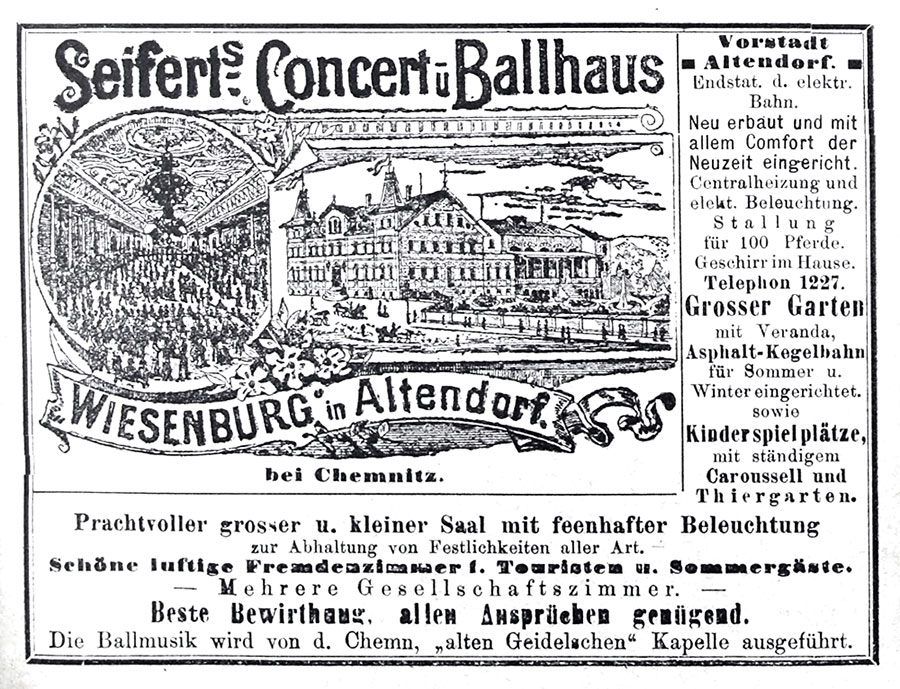 Seiferts Concert u Ballhaus
„WIESENBURG“ in Altendorf.
bei Chemnitz.
Vorstadt
Altendorf.
Endstat. d. elektr.
Bahn.
Neu erbaut und mit
allem Comfort der
Neuzeit eingericht.
Centralheizung und
elekt. Beleuchtung.
Stallung
für 100 Pferde.
Geschirr im Hause.
Telephon 1227.
Grosser Garten
mit Veranda,
Asphalt-Kegelbahn
für Sommer u.
Winter eingerichtet.
sowie
Kinderspielplätze,
mit ständigem
Caroussell und
Thiergarten.
Prachtvoller grosser u. kleiner Saal mit feenhafter Beleuchtung
zur Abhaltung von Festlichkeiten aller Art. —
Schöne luftige Fremdenzimmer f. Touristen u. Sommergäste.
— Mehrere Gesellschaftszimmer. —
Beste Bewirthung, allen Ansprüchen genügend.
Die Ballmusik wird von d. Chemn, „alten Geidelschen“ Kapelle ausgeführt.